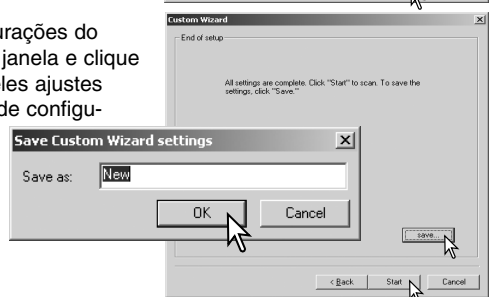 urações do
janela e clique
les ajustes
de configu-
Custom Wizard
End of setup
All settings are complete. Click "Start" to scan. To save the
settings, click "Save."
Save Custom Wizard settings
Save as: New
OK Cancel
save...
< Back Start Cancel